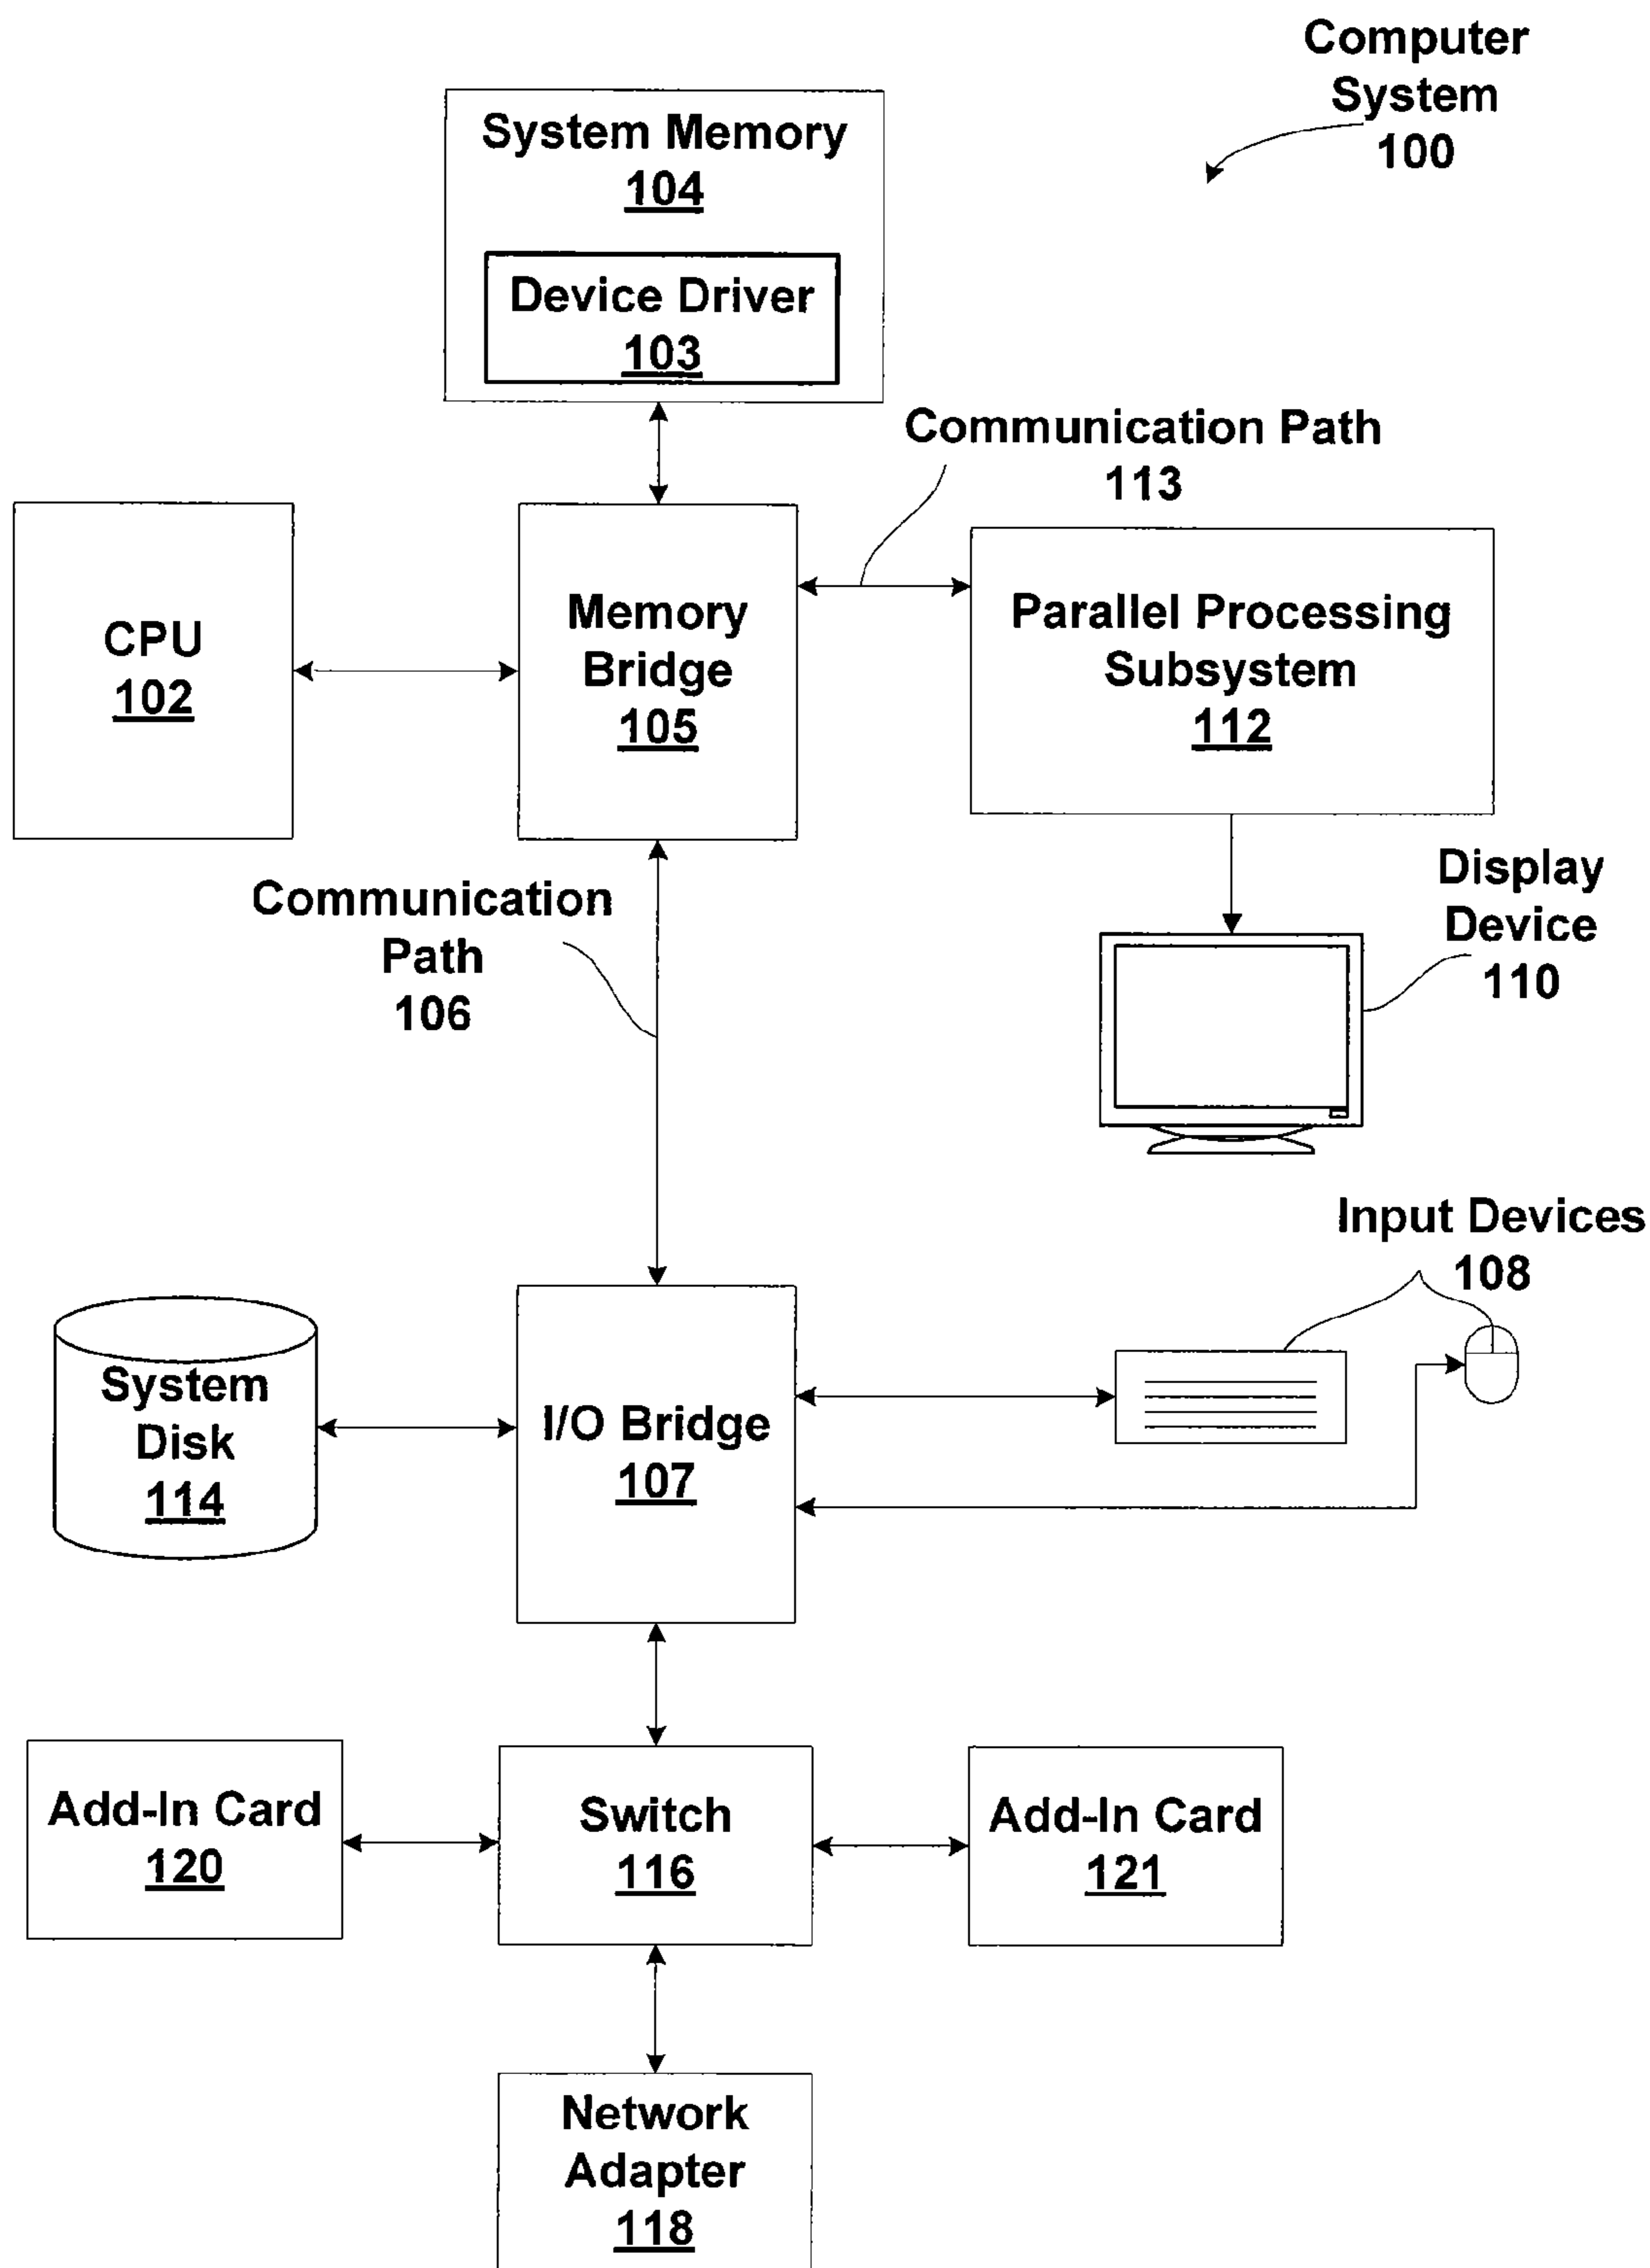 Computer
System
100
System Memory
104
Device Driver
103
Communication Path
113
CPU
102
Memory
Bridge
105
Parallel Processing
Subsystem
112
Communication
Path
106
Display
Device
110
Input Devices
108
System
Disk
114
I/O Bridge
107
Add-In Card
120
Switch
116
Add-In Card
121
Network
Adapter
118